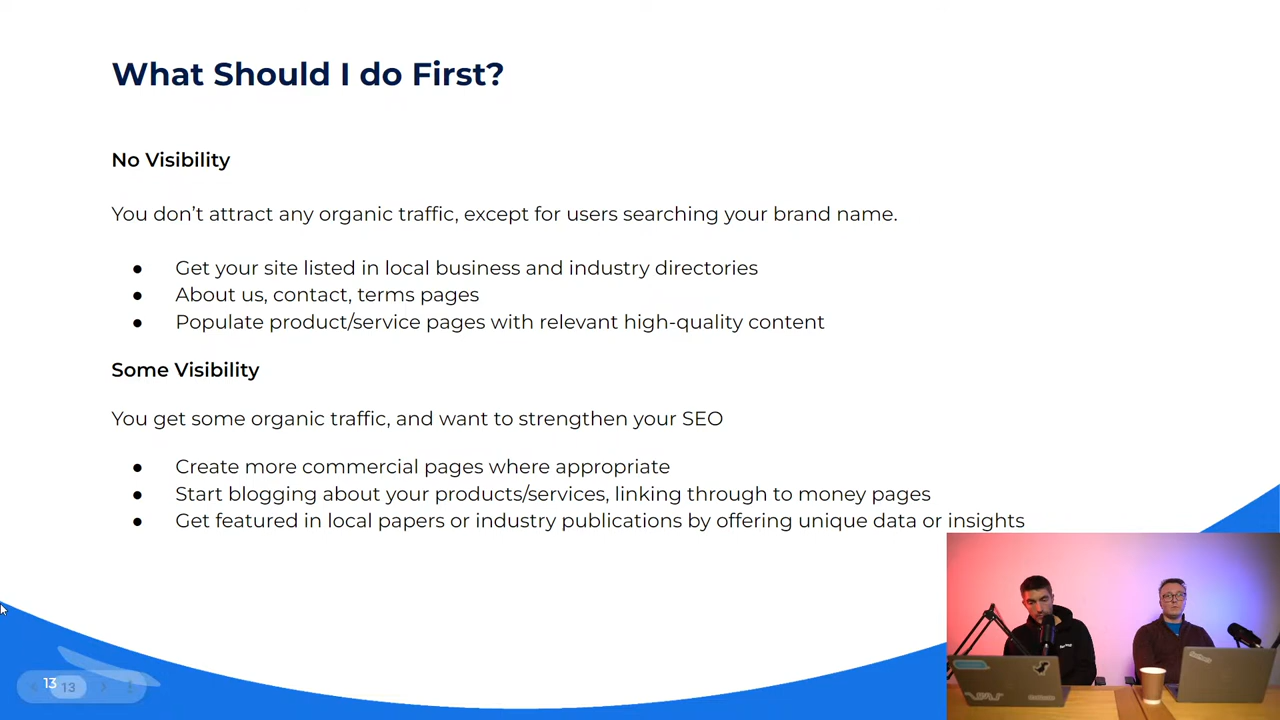 What Should I do First?
No Visibility
You don’t attract any organic traffic, except for users searching your brand name.
● Get your site listed in local business and industry directories
● About us, contact, terms pages
● Populate product/service pages with relevant high-quality content
Some Visibility
You get some organic traffic, and want to strengthen your SEO
● Create more commercial pages where appropriate
● Start blogging about your products/services, linking through to money pages
● Get featured in local papers or industry publications by offering unique data or insights
13
13